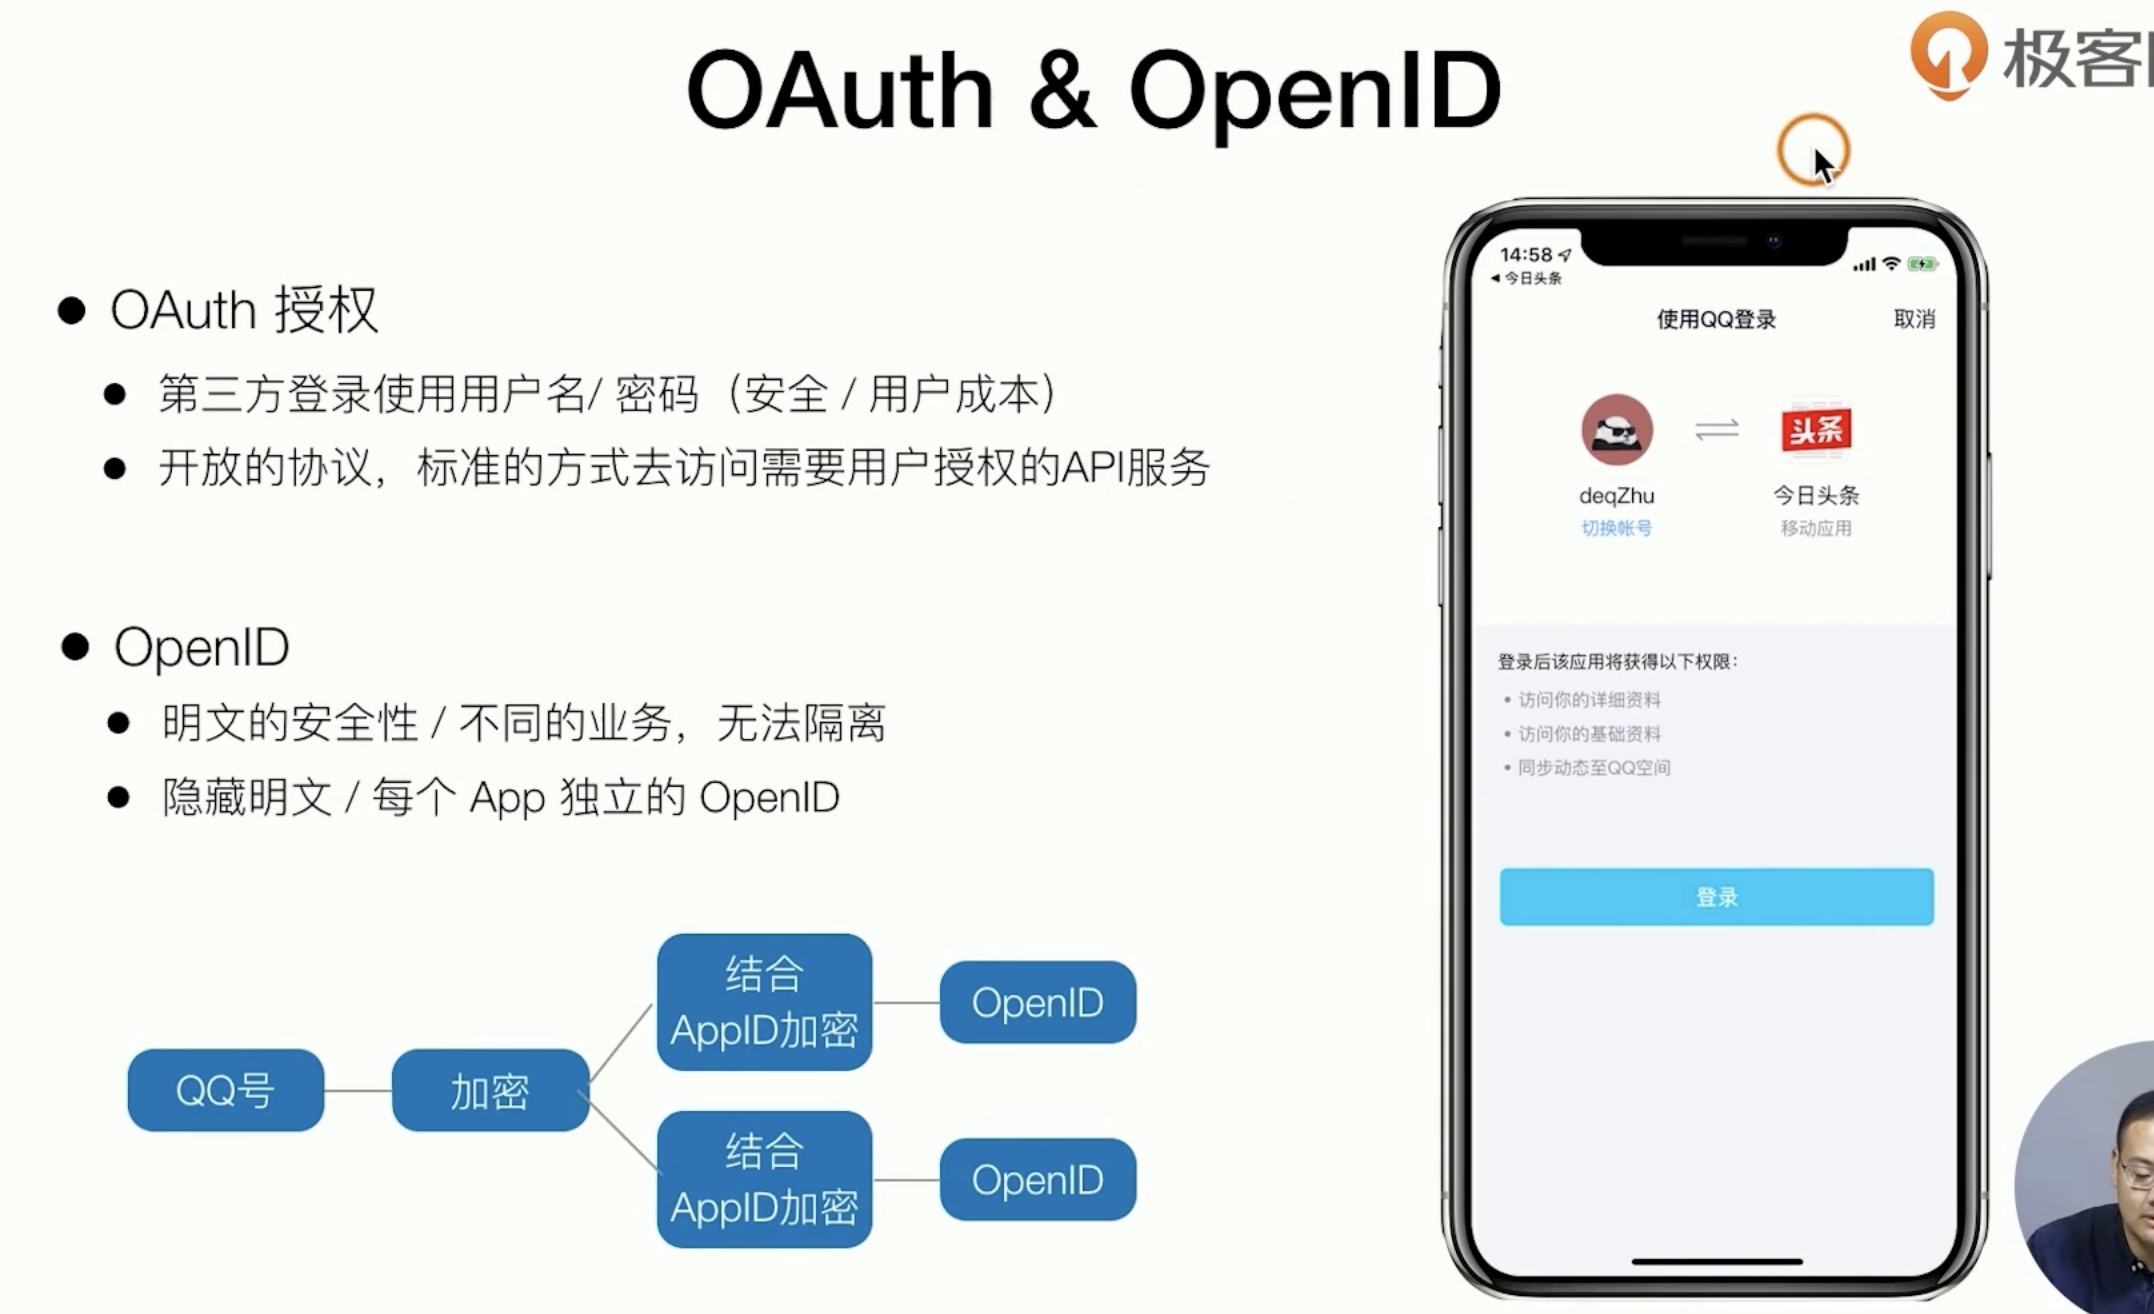 OAuth & OpenID
极客
OAuth 授权
第三方登录使用用户名/ 密码（安全 / 用户成本）
开放的协议，标准的方式去访问需要用户授权的API服务
OpenID
明文的安全性 / 不同的业务，无法隔离
隐藏明文 / 每个 App 独立的 OpenID
QQ号
加密
结合
AppID加密
OpenID
结合
AppID加密
OpenID
14:58
今日头条
使用QQ登录
取消
头条
deqZhu
今日头条
切换帐号
移动应用
登录后该应用将获得以下权限：
访问你的详细资料
访问你的基础资料
同步动态至QQ空间
登录